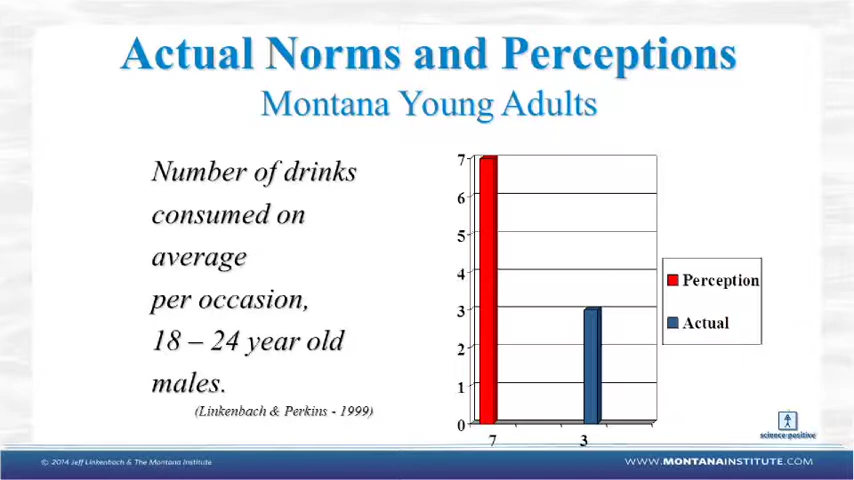 Actual Norms and Perceptions
Montana Young Adults
Number of drinks
consumed on
average
per occasion,
18 – 24 year old
males.
(Linkenbach & Perkins - 1999)
7
6
5
4
3
2
1
0
7
3
Perception
Actual
science+positive
© 2014 Jeff Linkenbach & The Montana Institute
WWW.MONTANAINSTITUTE.COM